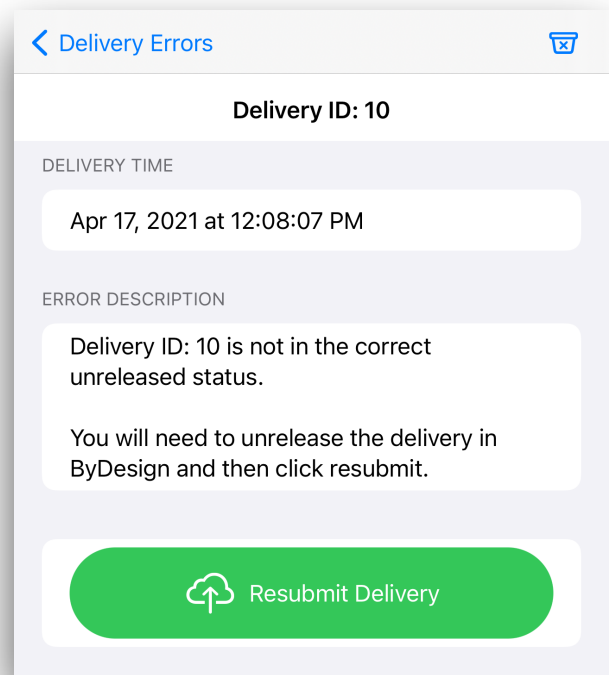 Delivery Errors
Delivery ID: 10
DELIVERY TIME
Apr 17, 2021 at 12:08:07 PM
ERROR DESCRIPTION
Delivery ID: 10 is not in the correct
unreleased status.
You will need to unrelease the delivery in
ByDesign and then click resubmit.
Resubmit Delivery